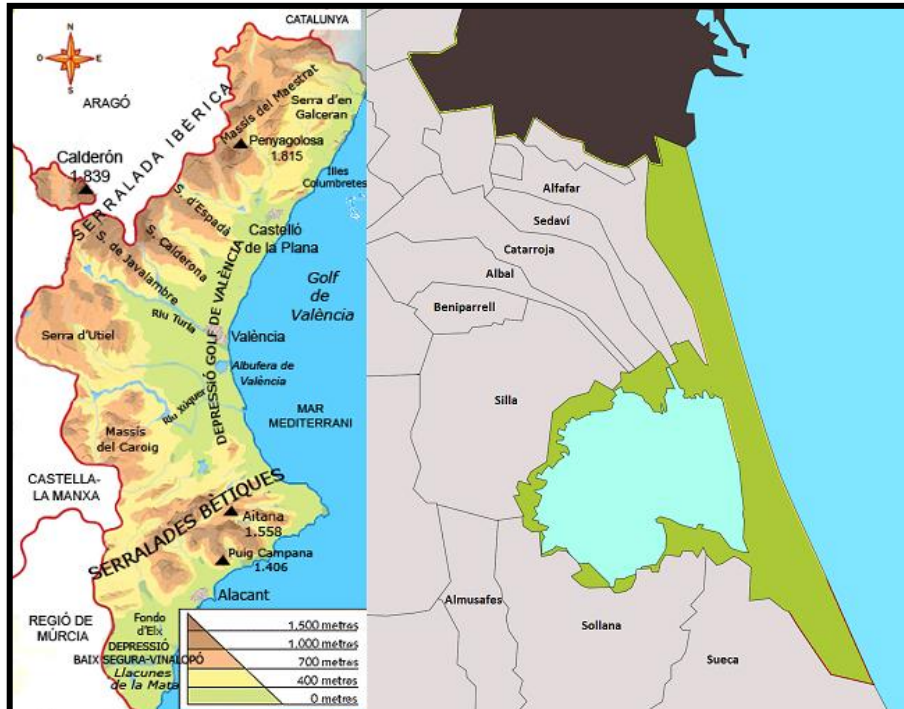 CATALUNYA
N
O
E
S
ARAGÓ
SERRALADA IBÈRICA
Massís del Maestrat
Serra d'en
Galceran
Penyagolosa
1.815
Calderón
1.839
Illes
Columbretes
S. d'Espadà
S. Calderona
S. de Javalambre
Castelló
de la Plana
Golf
de
València
DEPRESSIÓ GOLF DE VALÈNCIA
Riu Turia
València
Serra d'Utiel
Albufera de
València
Riu Xúquer
MAR
MEDITERRANI
Massís
del Caroig
CASTELLA-
LA MANXA
SERRALADES BÈTIQUES
Aitana
1.558
Puig Campana
1.406
Alacant
REGIÓ DE
MÚRCIA
Fondo
d'Elx
DEPRESSIÓ
BAIX SEGURA-VINALOPÓ
Llacunes
de la Mata
1.500 metres
1.000 metres
700 metres
400 metres
0 metres
Alfafar
Sedaví
Catarroja
Albal
Beniparrell
Silla
Almusafes
Sollana
Sueca